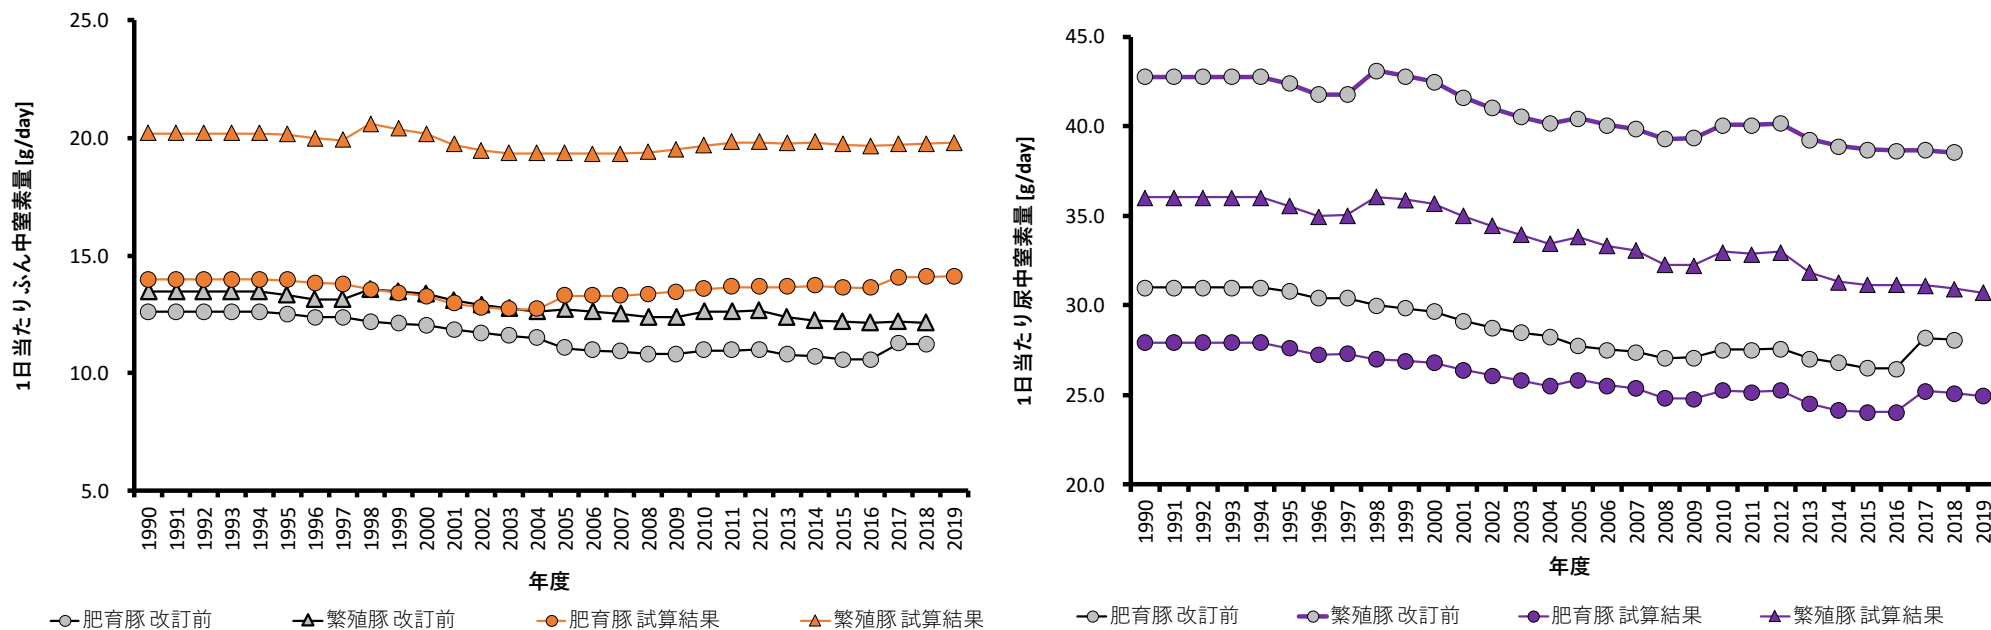 1日当たりふん中窒素量 [g/day]
25.0
20.0
15.0
10.0
5.0
1990 1991 1992 1993 1994 1995 1996 1997 1998 1999 2000 2001 2002 2003 2004 2005 2006 2007 2008 2009 2010 2011 2012 2013 2014 2015 2016 2017 2018 2019
年度
肥育豚 改訂前 繁殖豚 改訂前 肥育豚 試算結果 繁殖豚 試算結果
1日当たり尿中窒素量 [g/day]
45.0
40.0
35.0
30.0
25.0
20.0
1990 1991 1992 1993 1994 1995 1996 1997 1998 1999 2000 2001 2002 2003 2004 2005 2006 2007 2008 2009 2010 2011 2012 2013 2014 2015 2016 2017 2018 2019
年度
肥育豚 改訂前 繁殖豚 改訂前 肥育豚 試算結果 繁殖豚 試算結果